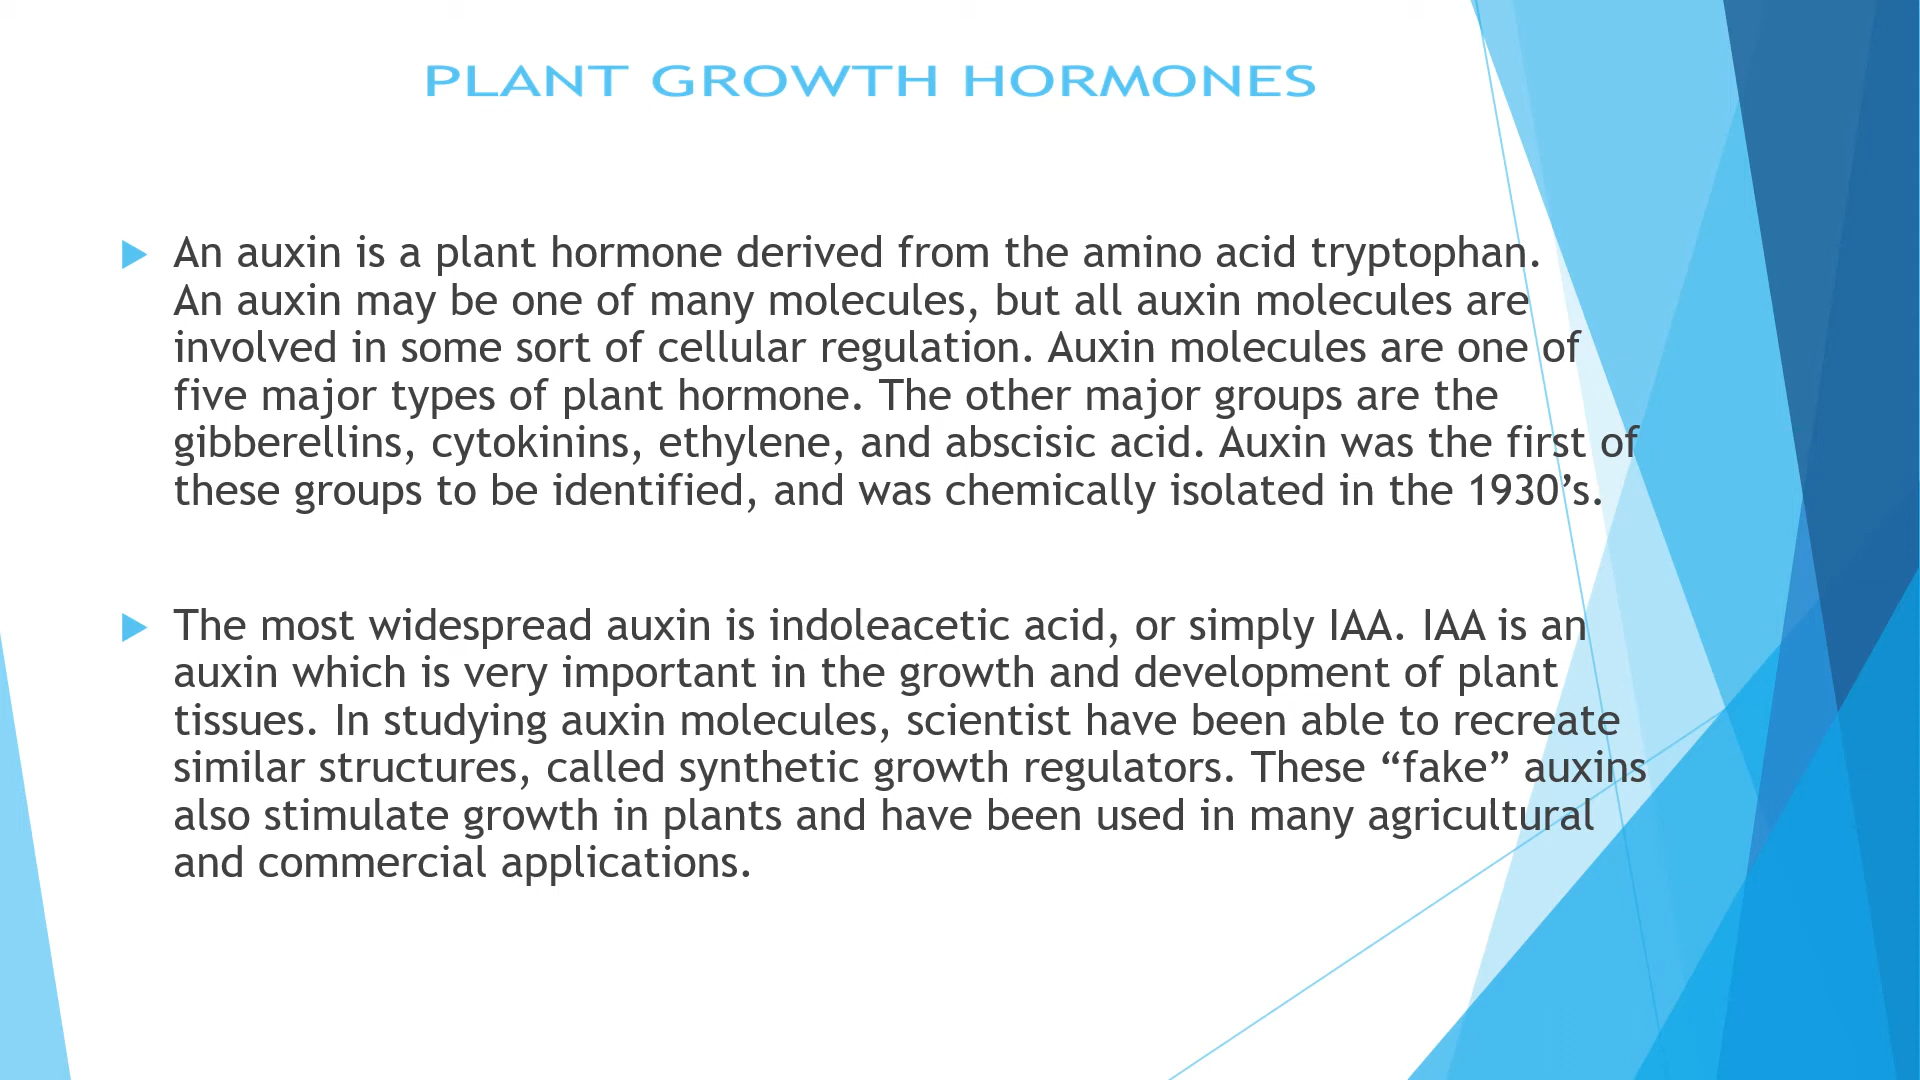 PLANT GROWTH HORMONES
An auxin is a plant hormone derived from the amino acid tryptophan.
An auxin may be one of many molecules, but all auxin molecules are
involved in some sort of cellular regulation. Auxin molecules are one of
five major types of plant hormone. The other major groups are the
gibberellins, cytokinins, ethylene, and abscisic acid. Auxin was the first of
these groups to be identified, and was chemically isolated in the 1930’s.
The most widespread auxin is indoleacetic acid, or simply IAA. IAA is an
auxin which is very important in the growth and development of plant
tissues. In studying auxin molecules, scientist have been able to recreate
similar structures, called synthetic growth regulators. These “fake” auxins
also stimulate growth in plants and have been used in many agricultural
and commercial applications.